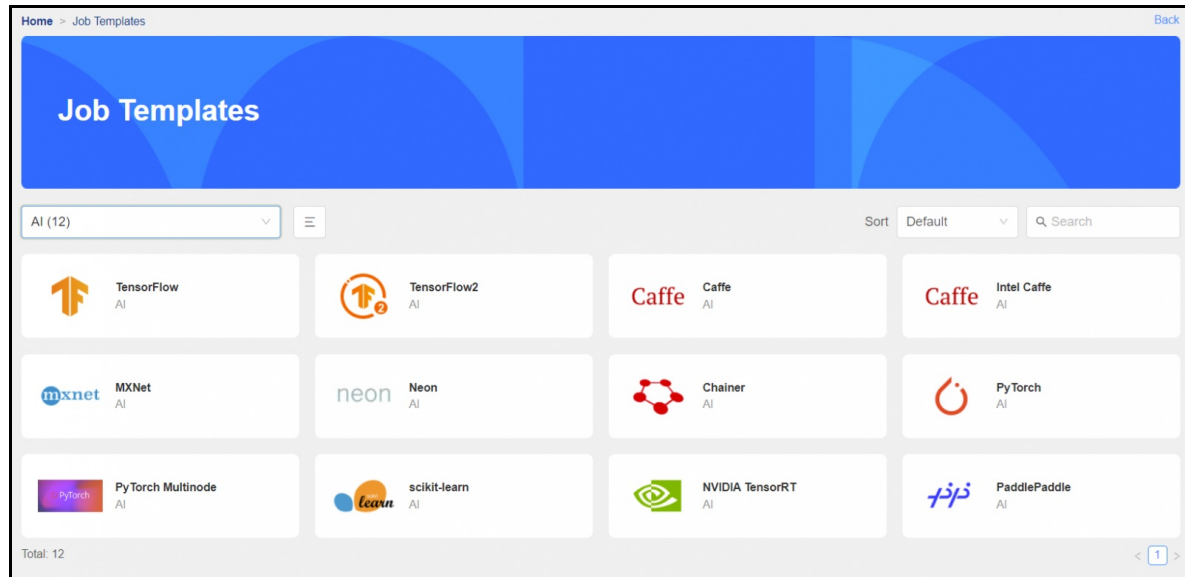 Home > Job Templates
Back
Job Templates
AI (12)
Sort
Default
Search
TensorFlow
AI
2
TensorFlow2
AI
Caffe
Caffe
AI
Caffe
Intel Caffe
AI
mxnet
MXNet
AI
neon
Neon
AI
Chainer
AI
PyTorch
AI
PyTorch
PyTorch Multinode
AI
learn
scikit-learn
AI
NVIDIA TensorRT
AI
PaddlePaddle
AI
Total: 12
< 1 >